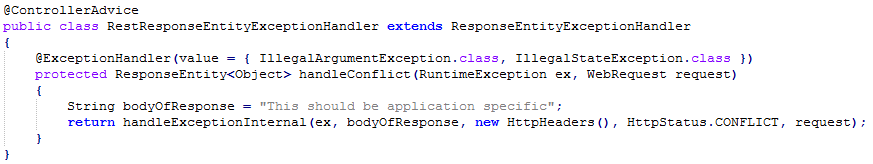 @ControllerAdvice
public class RestResponseEntityExceptionHandler extends ResponseEntityExceptionHandler
{
@ExceptionHandler(value = { IllegalArgumentException.class, IllegalStateException.class })
protected ResponseEntity<Object> handleConflict(RuntimeException ex, WebRequest request)
{
String bodyOfResponse = "This should be application specific";
return handleExceptionInternal(ex, bodyOfResponse, new HttpHeaders(), HttpStatus.CONFLICT, request);
}
}